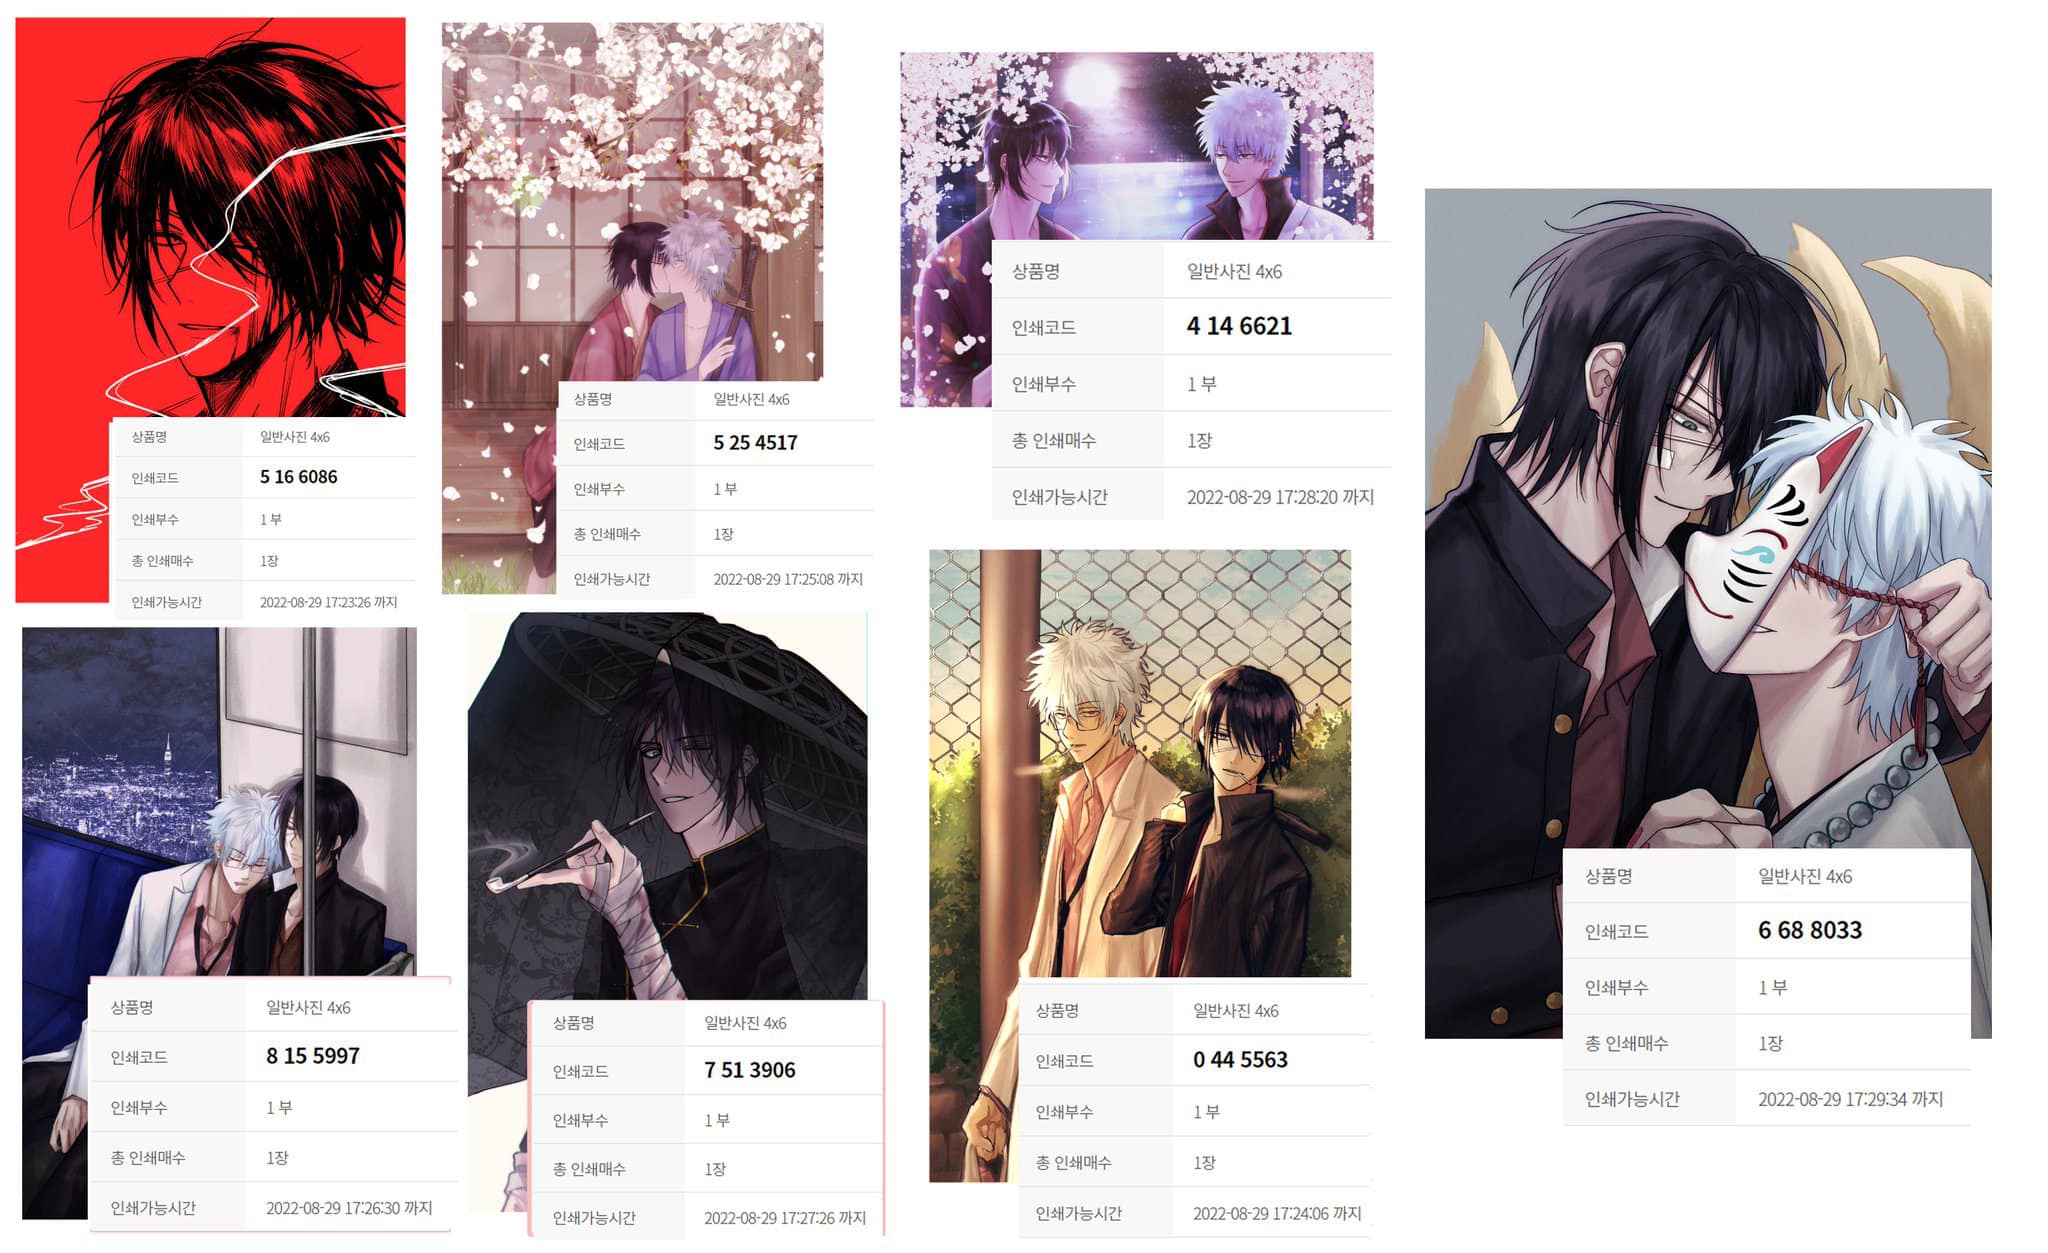 상품명 일반사진 4x6
인쇄코드 5 16 6086
인쇄부수 1 부
총 인쇄매수 1장
인쇄가능시간 2022-08-29 17:23:26 까지
상품명 일반사진 4x6
인쇄코드 5 25 4517
인쇄부수 1 부
총 인쇄매수 1장
인쇄가능시간 2022-08-29 17:25:08 까지
상품명 일반사진 4x6
인쇄코드 4 14 6621
인쇄부수 1 부
총 인쇄매수 1장
인쇄가능시간 2022-08-29 17:28:20 까지
상품명 일반사진 4x6
인쇄코드 8 15 5997
인쇄부수 1 부
총 인쇄매수 1장
인쇄가능시간 2022-08-29 17:26:30 까지
상품명 일반사진 4x6
인쇄코드 7 51 3906
인쇄부수 1 부
총 인쇄매수 1장
인쇄가능시간 2022-08-29 17:27:26 까지
상품명 일반사진 4x6
인쇄코드 0 44 5563
인쇄부수 1 부
총 인쇄매수 1장
인쇄가능시간 2022-08-29 17:24:06 까지
상품명 일반사진 4x6
인쇄코드 6 68 8033
인쇄부수 1 부
총 인쇄매수 1장
인쇄가능시간 2022-08-29 17:29:34 까지